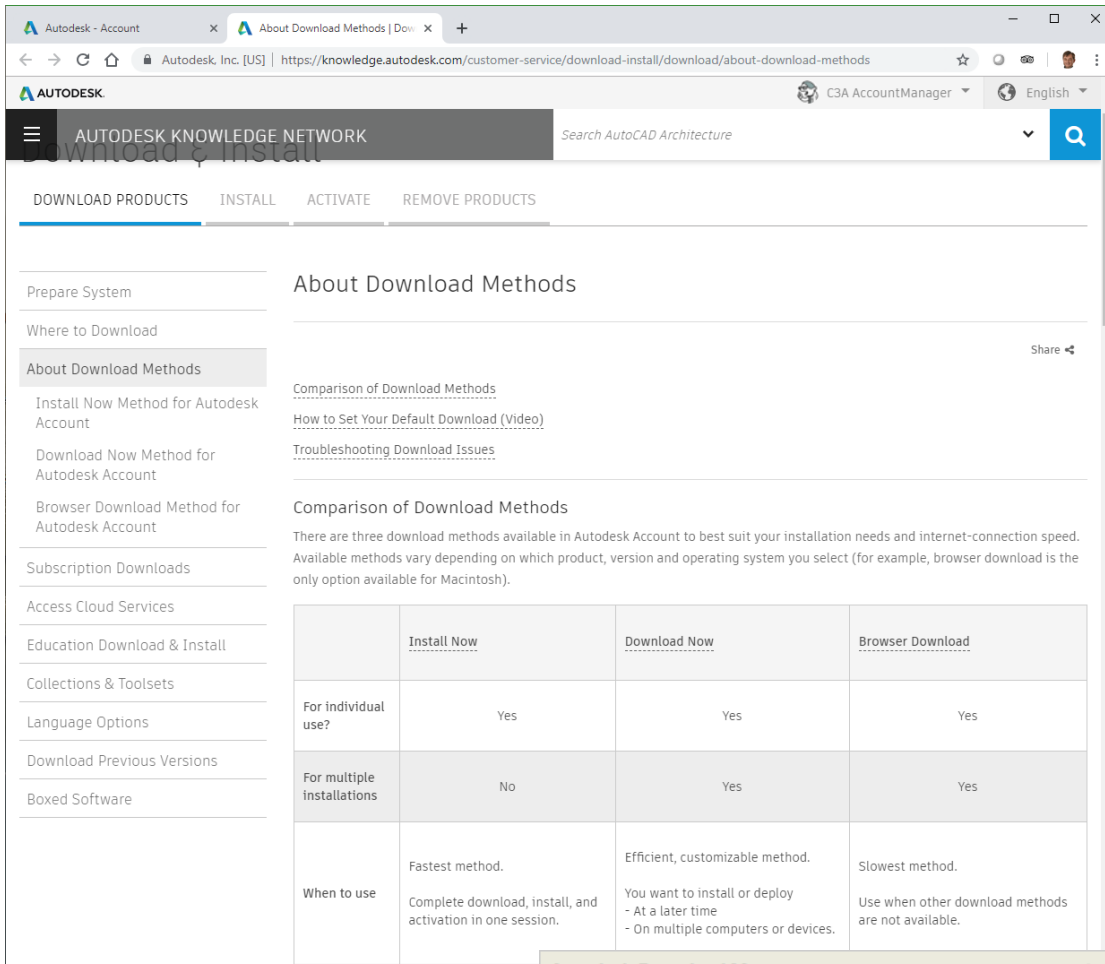 Autodesk - Account
About Download Methods | Dow
Autodesk, Inc. [US] | https://knowledge.autodesk.com/customer-service/download-install/download/about-download-methods
AUTODESK.
C3A AccountManager
English
AUTODESK KNOWLEDGE NETWORK
Search AutoCAD Architecture
Download & Install
DOWNLOAD PRODUCTS
INSTALL
ACTIVATE
REMOVE PRODUCTS
Prepare System
Where to Download
About Download Methods
Install Now Method for Autodesk
Account
Download Now Method for
Autodesk Account
Browser Download Method for
Autodesk Account
Subscription Downloads
Access Cloud Services
Education Download & Install
Collections & Toolsets
Language Options
Download Previous Versions
Boxed Software
About Download Methods
Share
Comparison of Download Methods
How to Set Your Default Download (Video)
Troubleshooting Download Issues
Comparison of Download Methods
There are three download methods available in Autodesk Account to best suit your installation needs and internet-connection speed.
Available methods vary depending on which product, version and operating system you select (for example, browser download is the
only option available for Macintosh).
Install Now
Download Now
Browser Download
For individual
use?
Yes
Yes
Yes
For multiple
installations
No
Yes
Yes
When to use
Fastest method.
Complete download, install, and
activation in one session.
Efficient, customizable method.
You want to install or deploy
- At a later time
- On multiple computers or devices.
Slowest method.
Use when other download methods
are not available.